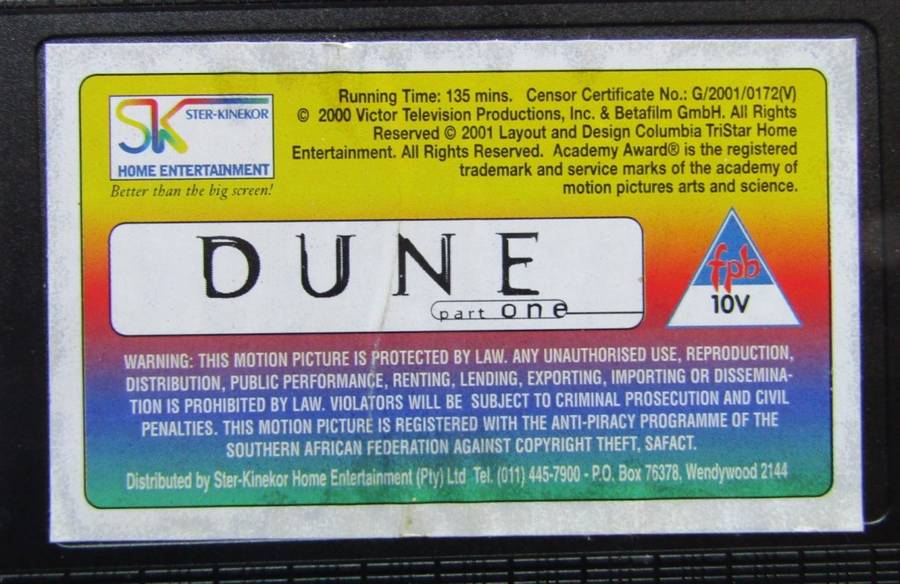 SK STER-KINEKOR
HOME ENTERTAINMENT
Better than the big screen!
Running Time: 135 mins. Censor Certificate No.: G/2001/0172(V)
© 2000 Victor Television Productions, Inc. & Betafilm GmbH. All Rights
Reserved © 2001 Layout and Design Columbia TriStar Home
Entertainment. All Rights Reserved. Academy Award® is the registered
trademark and service marks of the academy of
motion pictures arts and science.
DUNE
part one
fpb
10V
WARNING: THIS MOTION PICTURE IS PROTECTED BY LAW. ANY UNAUTHORISED USE, REPRODUCTION,
DISTRIBUTION, PUBLIC PERFORMANCE, RENTING, LENDING, EXPORTING, IMPORTING OR DISSEMINA-
TION IS PROHIBITED BY LAW. VIOLATORS WILL BE SUBJECT TO CRIMINAL PROSECUTION AND CIVIL
PENALTIES. THIS MOTION PICTURE IS REGISTERED WITH THE ANTI-PIRACY PROGRAMME OF THE
SOUTHERN AFRICAN FEDERATION AGAINST COPYRIGHT THEFT, SAFACT.
Distributed by Ster-Kinekor Home Entertainment (Pty) Ltd Tel. (011) 445-7900 - P.O. Box 76378, Wendywood 2144